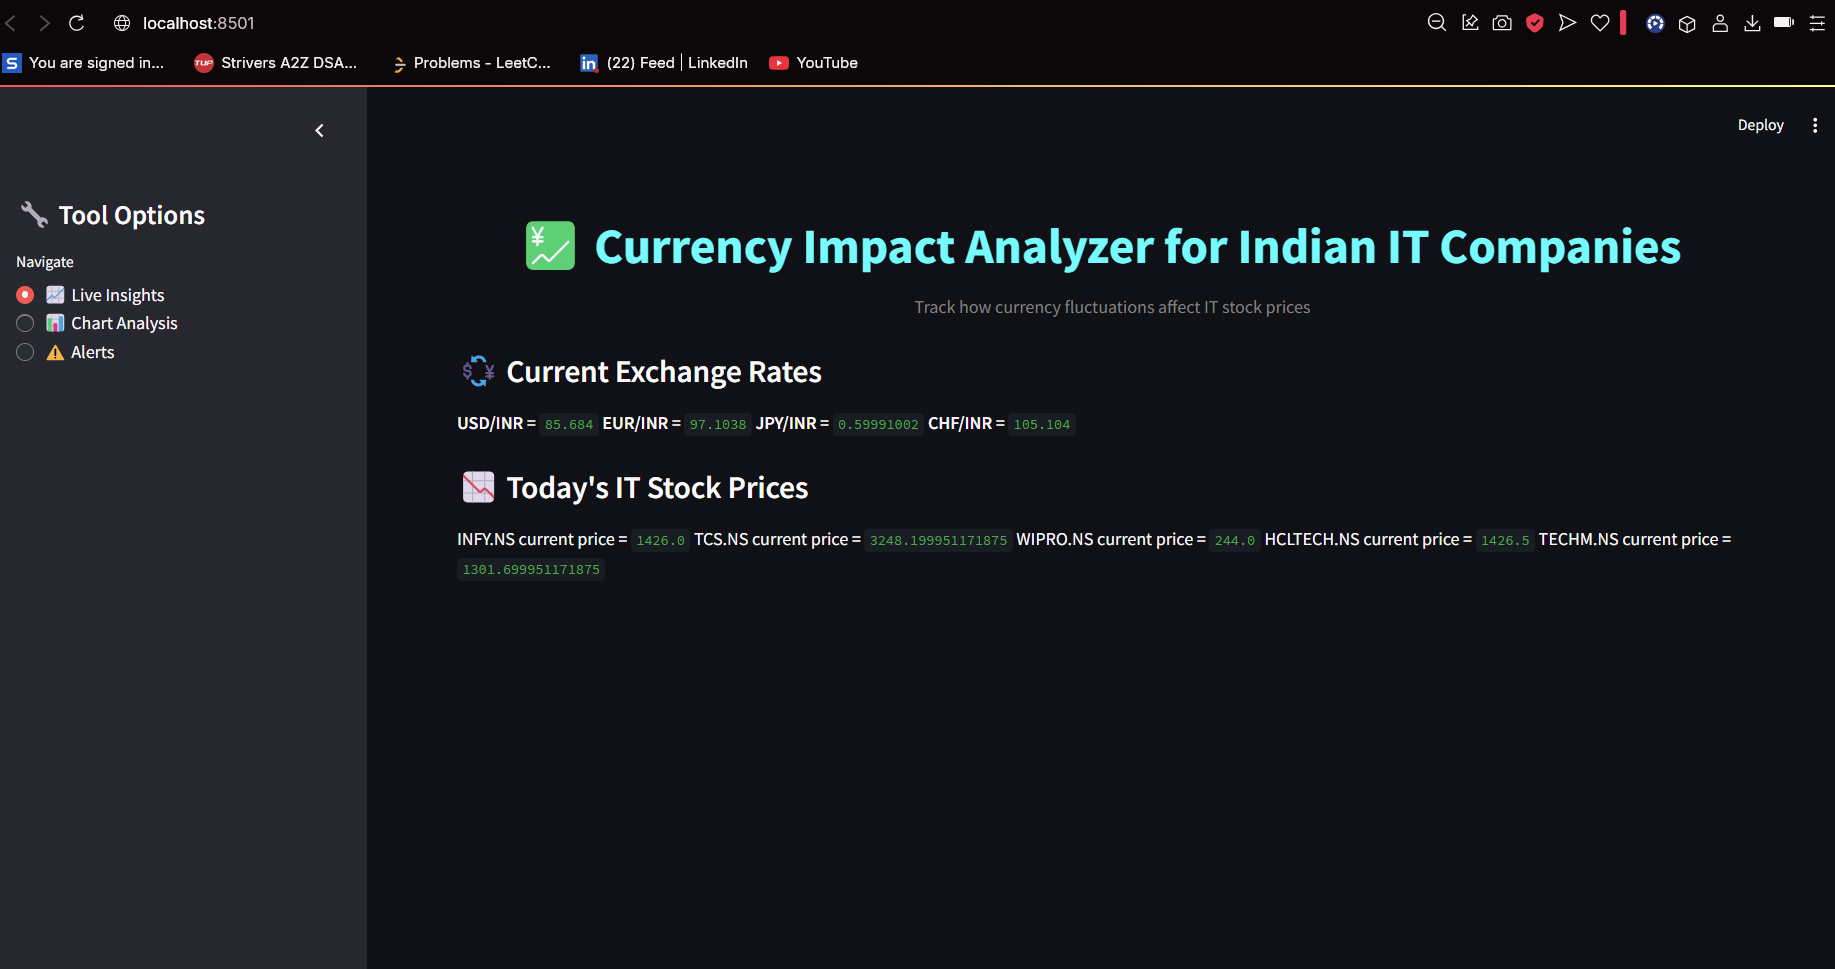 localhost:8501
You are signed in... Strivers A2Z DSA... Problems - LeetC... (22) Feed | LinkedIn YouTube
Deploy
Tool Options
Navigate
Live Insights
Chart Analysis
Alerts
Currency Impact Analyzer for Indian IT Companies
Track how currency fluctuations affect IT stock prices
Current Exchange Rates
USD/INR = 85.684 EUR/INR = 97.1038 JPY/INR = 0.59991002 CHF/INR = 105.104
Today's IT Stock Prices
INFY.NS current price = 1426.0 TCS.NS current price = 3248.199951171875 WIPRO.NS current price = 244.0 HCLTECH.NS current price = 1426.5 TECHM.NS current price =
1301.699951171875